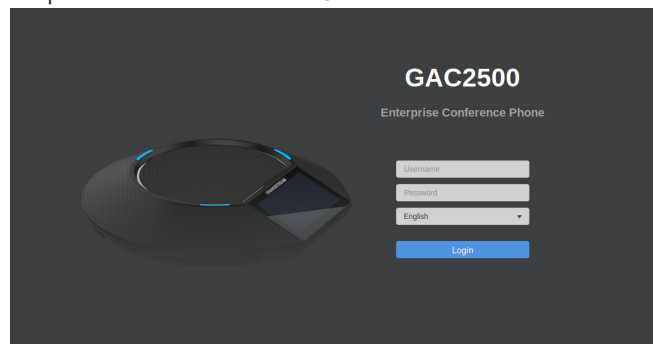 GAC2500
Enterprise Conference Phone
Username
Password
English
Login